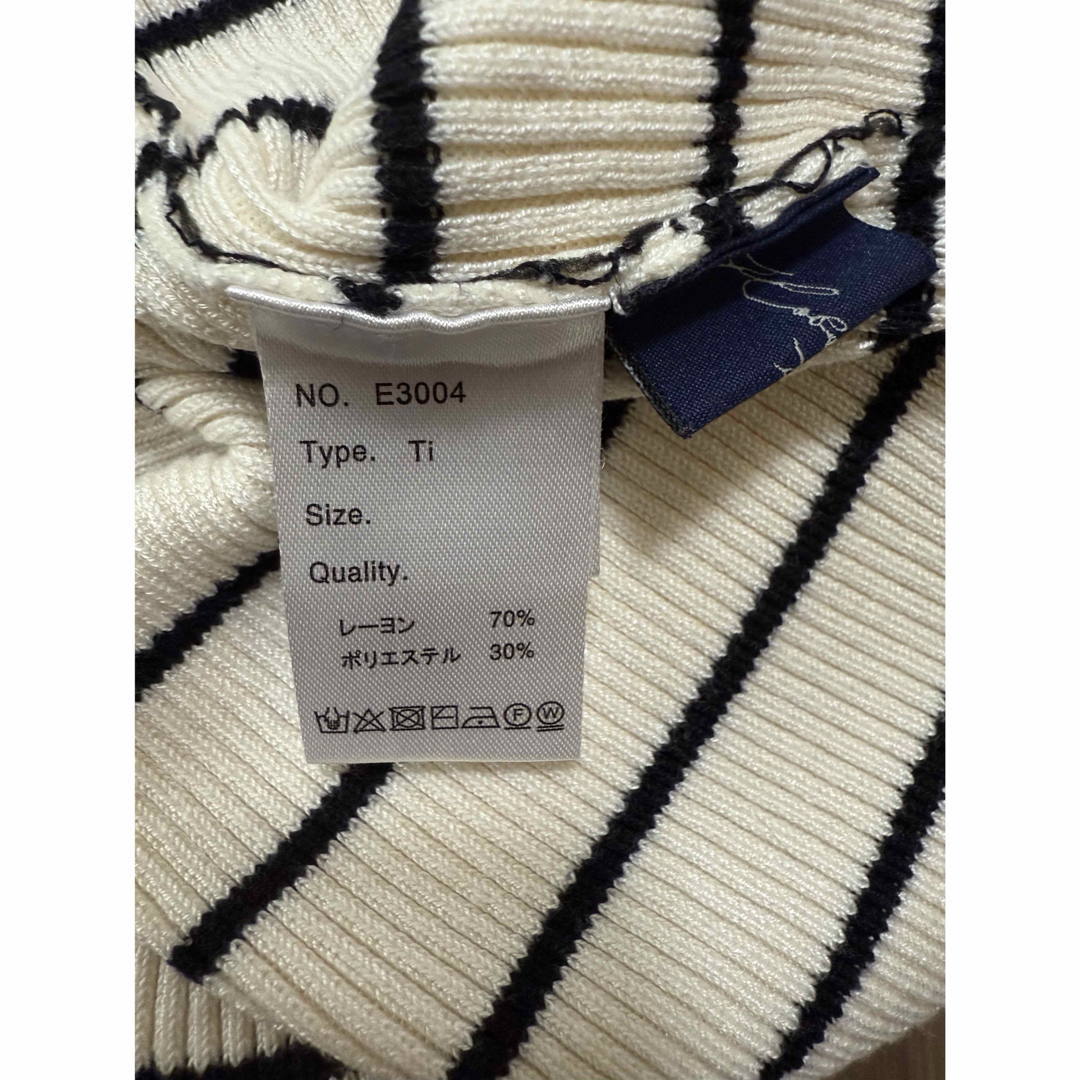 NO. E3004
Type. Ti
Size.
Quality.
レーヨン 70%
ポリエステル 30%
F W